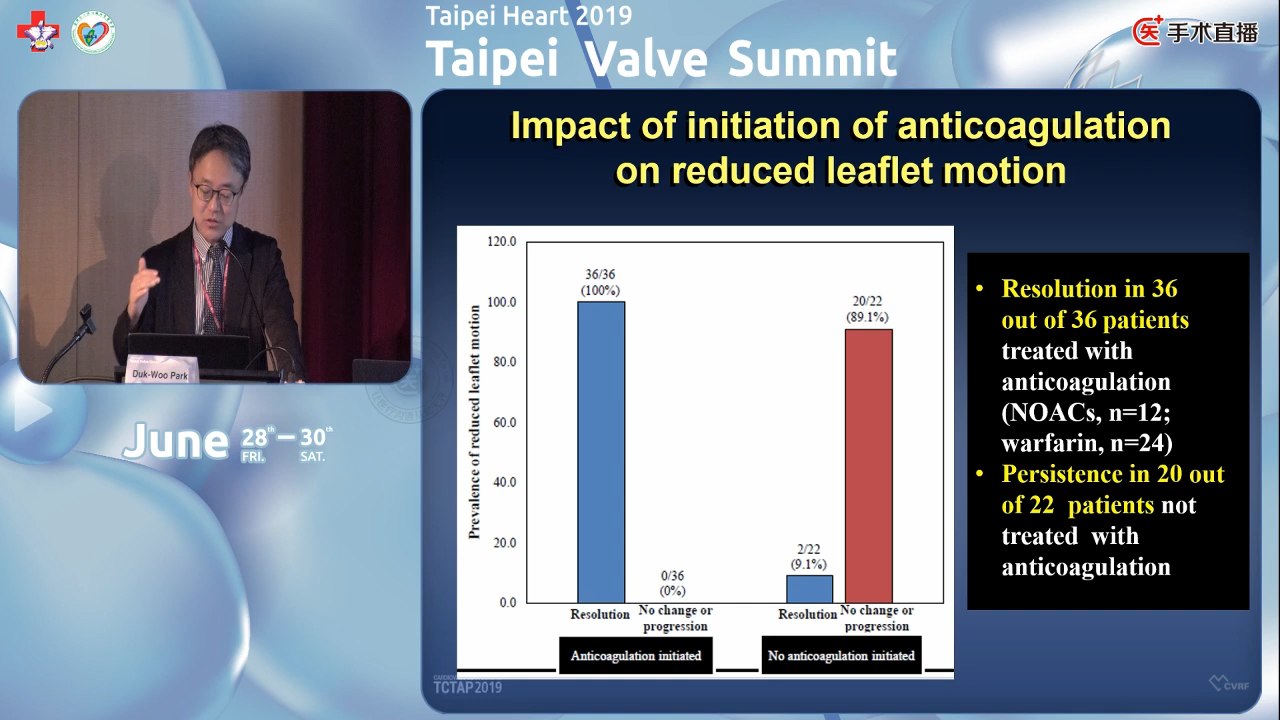 Taipei Heart 2019
Taipei Valve Summit
手术直播
Impact of initiation of anticoagulation
on reduced leaflet motion
Duk-Woo Park
June 28th – 30th
FRI. SAT.
Prevalence of reduced leaflet motion
120.0
100.0
80.0
60.0
40.0
20.0
0.0
36/36
(100%)
0/36
(0%)
2/22
(9.1%)
20/22
(89.1%)
Resolution
No change or
progression
Resolution
No change or
progression
Anticoagulation initiated
No anticoagulation initiated
• Resolution in 36
out of 36 patients
treated with
anticoagulation
(NOACs, n=12;
warfarin, n=24)
• Persistence in 20 out
of 22 patients not
treated with
anticoagulation
TCTAP2019
CVRF